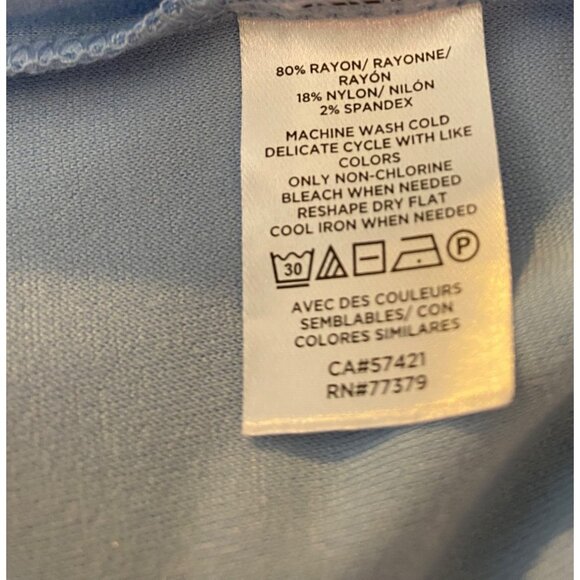 80% RAYON/ RAYONNE/
RAYÓN
18% NYLON/ NILÓN
2% SPANDEX
MACHINE WASH COLD
DELICATE CYCLE WITH LIKE
COLORS
ONLY NON-CHLORINE
BLEACH WHEN NEEDED
RESHAPE DRY FLAT
COOL IRON WHEN NEEDED
30 P
AVEC DES COULEURS
SEMBLABLES/ CON
COLORES SIMILARES
CA#57421
RN#77379